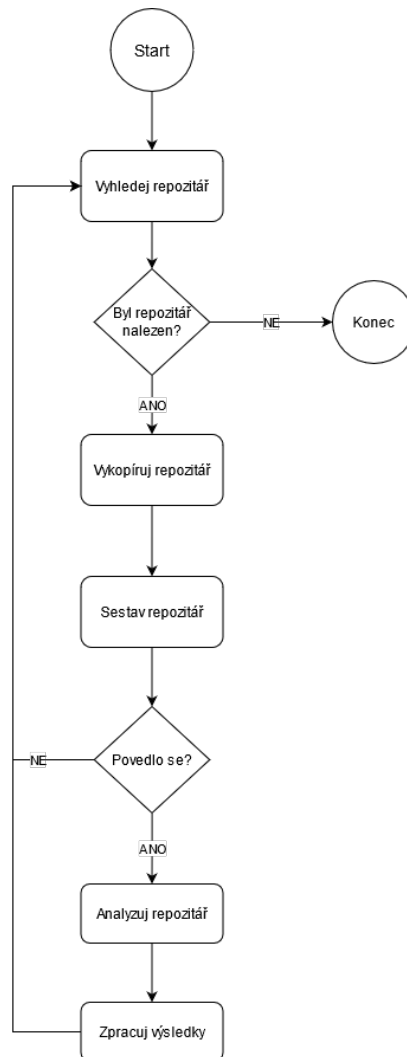 Start
Vyhledej repozitář
Byl repozitář
nalezen?
NE
Konec
ANO
Vykopíruj repozitář
Sestav repozitář
Povedlo se?
NE
ANO
Analyzuj repozitář
Zpracuj výsledky